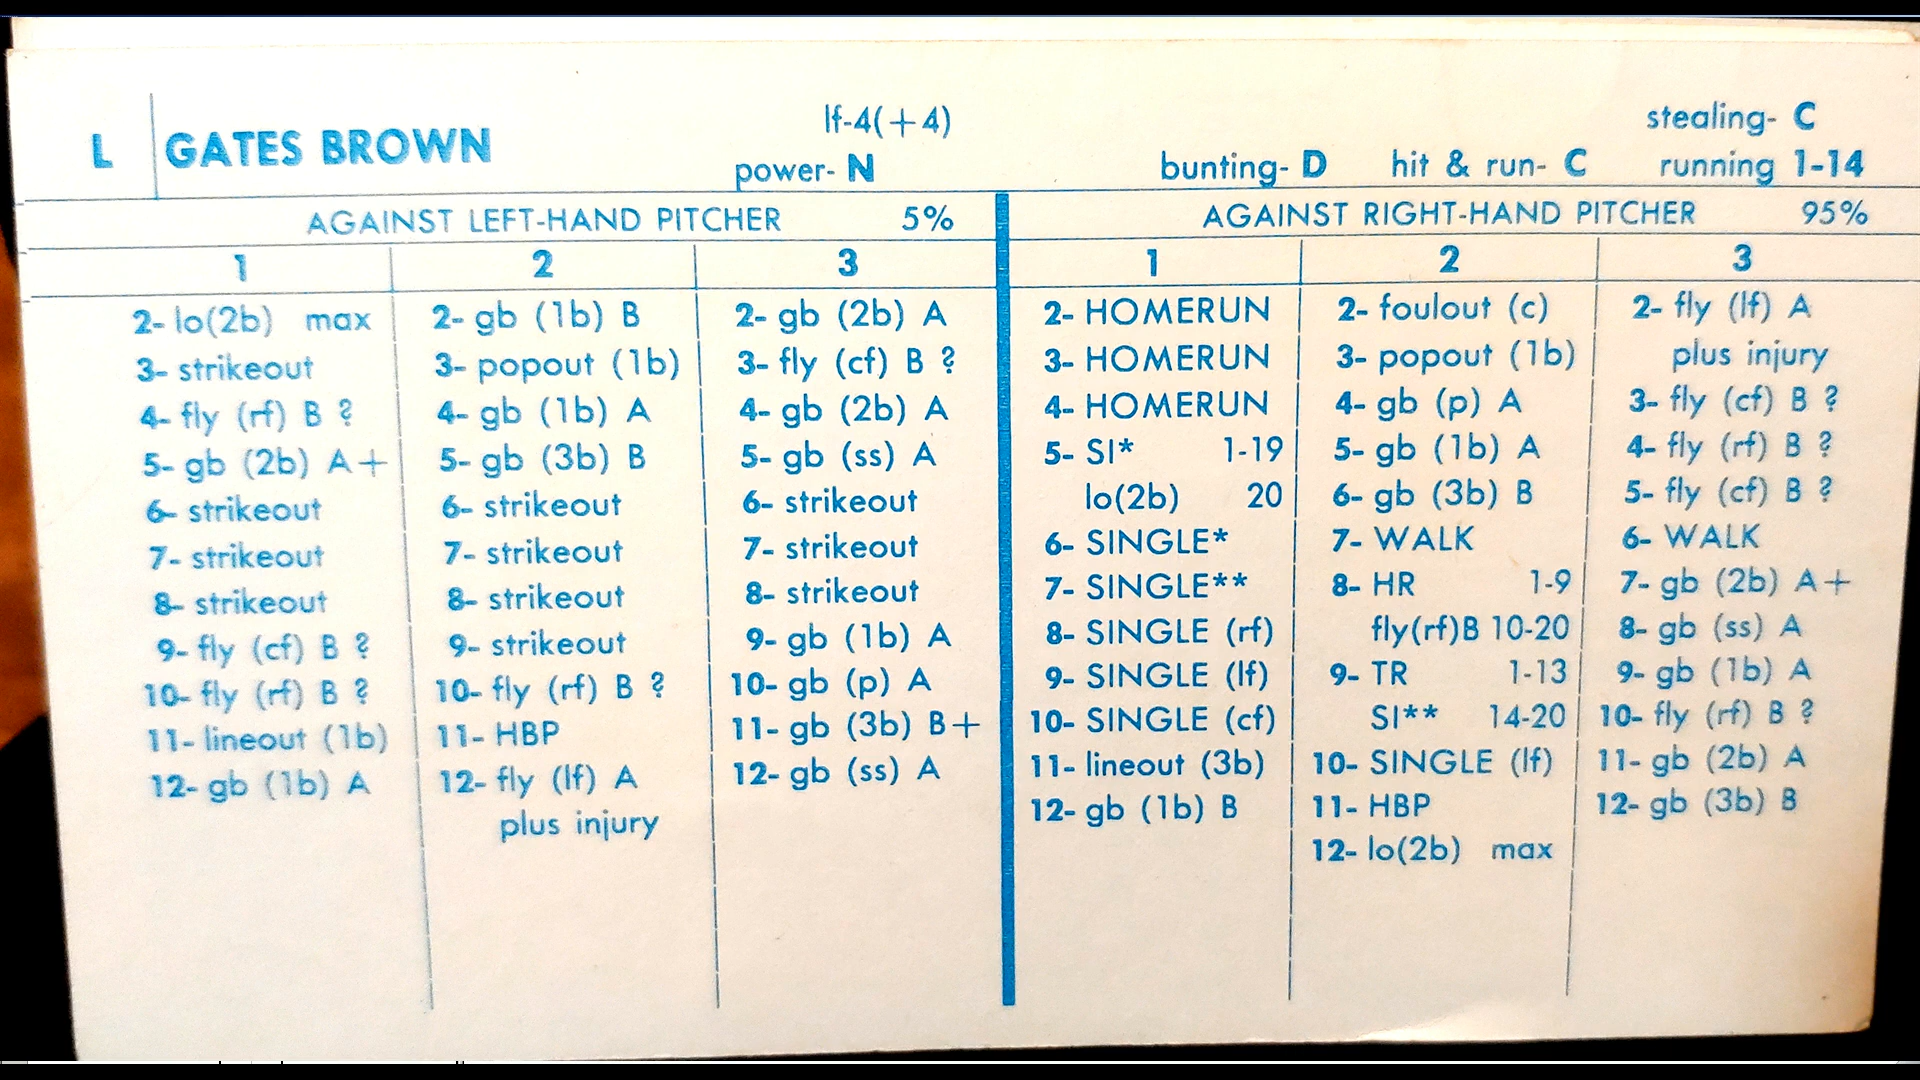 lf-4(+4)
stealing- C
L GATES BROWN
power- N
bunting- D hit & run- C running 1-14
AGAINST LEFT-HAND PITCHER 5%
1
2-lo(2b) max
3- strikeout
4- fly (rf) B ?
5- gb (2b) A+
6- strikeout
7- strikeout
8- strikeout
9- fly (cf) B ?
10- fly (rf) B ?
11- lineout (1b)
12- gb (1b) A
2
2- gb (1b) B
3- popout (1b)
4- gb (1b) A
5- gb (3b) B
6- strikeout
7- strikeout
8- strikeout
9- strikeout
10- fly (rf) B ?
11- HBP
12- fly (lf) A
plus injury
3
2- gb (2b) A
3- fly (cf) B ?
4- gb (2b) A
5- gb (ss) A
6- strikeout
7- strikeout
8- strikeout
9- gb (1b) A
10- gb (p) A
11- gb (3b) B+
12- gb (ss) A
AGAINST RIGHT-HAND PITCHER 95%
1
2- HOMERUN
3- HOMERUN
4- HOMERUN
5- SI* 1-19
lo(2b) 20
6- SINGLE*
7- SINGLE**
8- SINGLE (rf)
9- SINGLE (lf)
10- SINGLE (cf)
11- lineout (3b)
12- gb (1b) B
2
2- foulout (c)
3- popout (1b)
4- gb (p) A
5- gb (1b) A
6- gb (3b) B
7- WALK
8- HR 1-9
fly(rf)B 10-20
9- TR 1-13
SI** 14-20
10- SINGLE (lf)
11- HBP
12- lo(2b) max
3
2- fly (lf) A
plus injury
3- fly (cf) B ?
4- fly (rf) B ?
5- fly (cf) B ?
6- WALK
7- gb (2b) A+
8- gb (ss) A
9- gb (1b) A
10- fly (rf) B ?
11- gb (2b) A
12- gb (3b) B